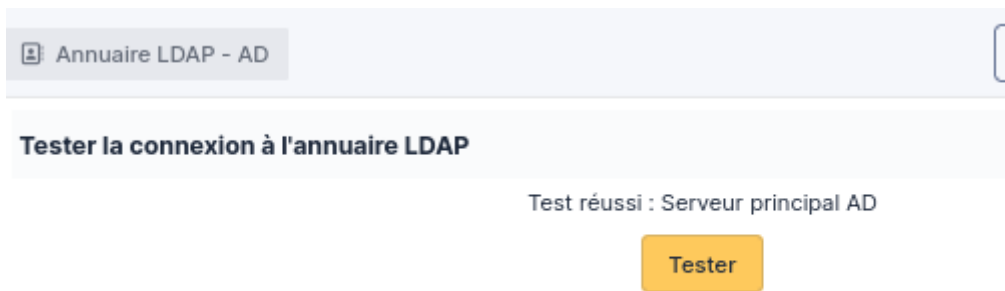 Annuaire LDAP - AD
Tester la connexion à l'annuaire LDAP
Test réussi : Serveur principal AD
Tester